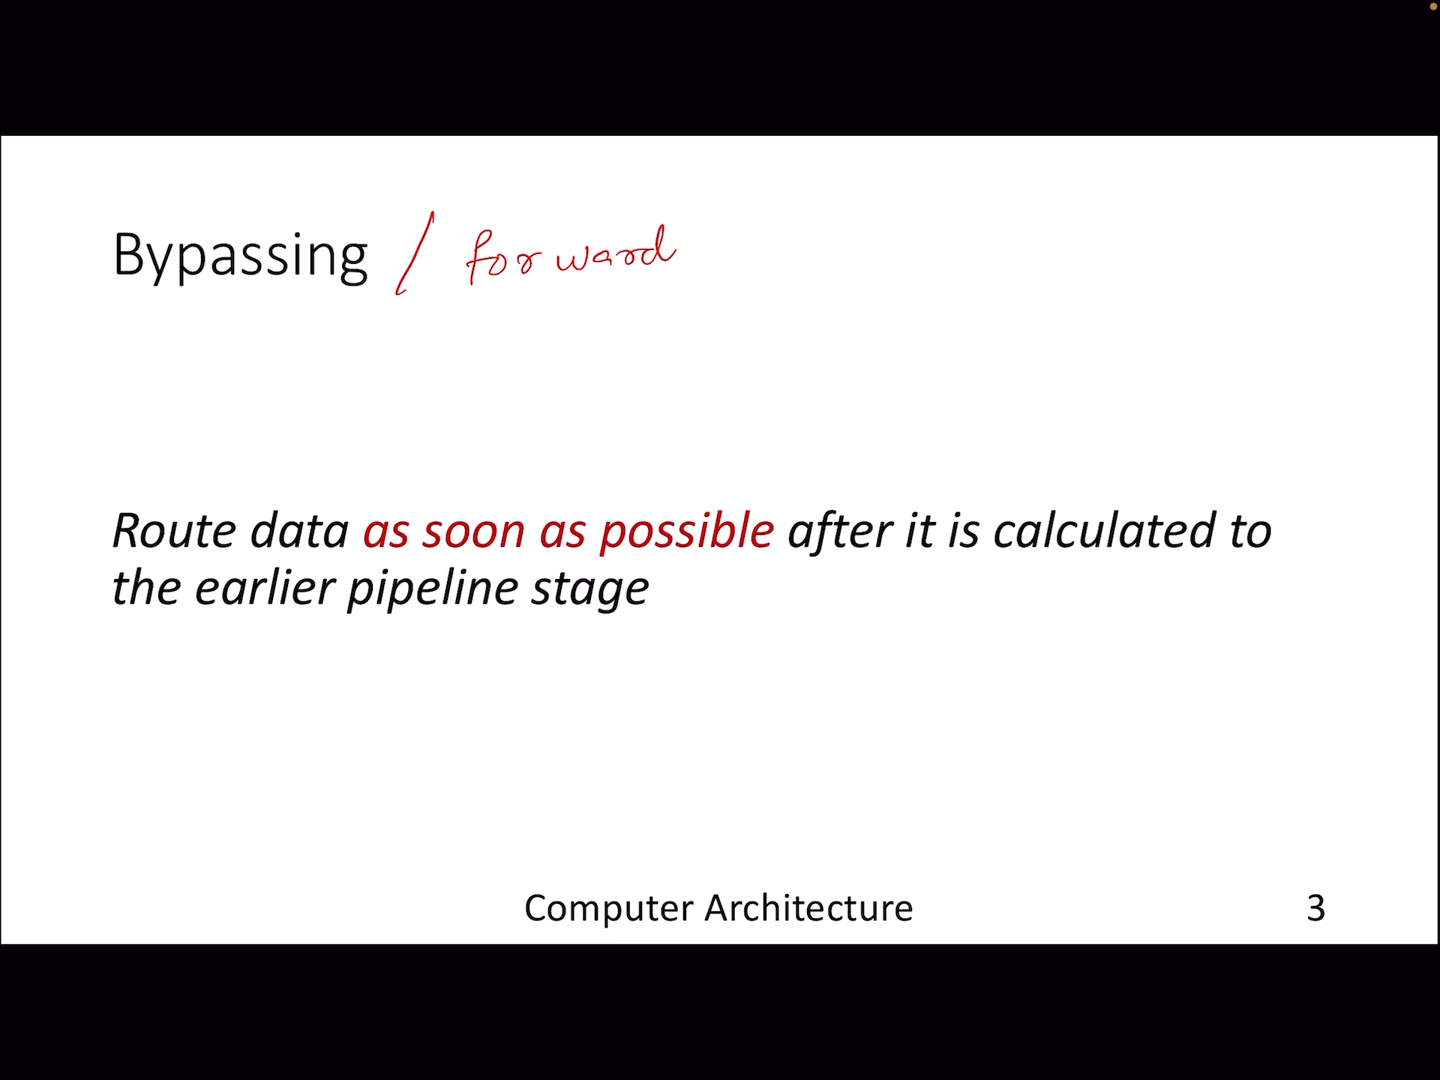 Bypassing / forward
Route data as soon as possible after it is calculated to
the earlier pipeline stage
Computer Architecture 3